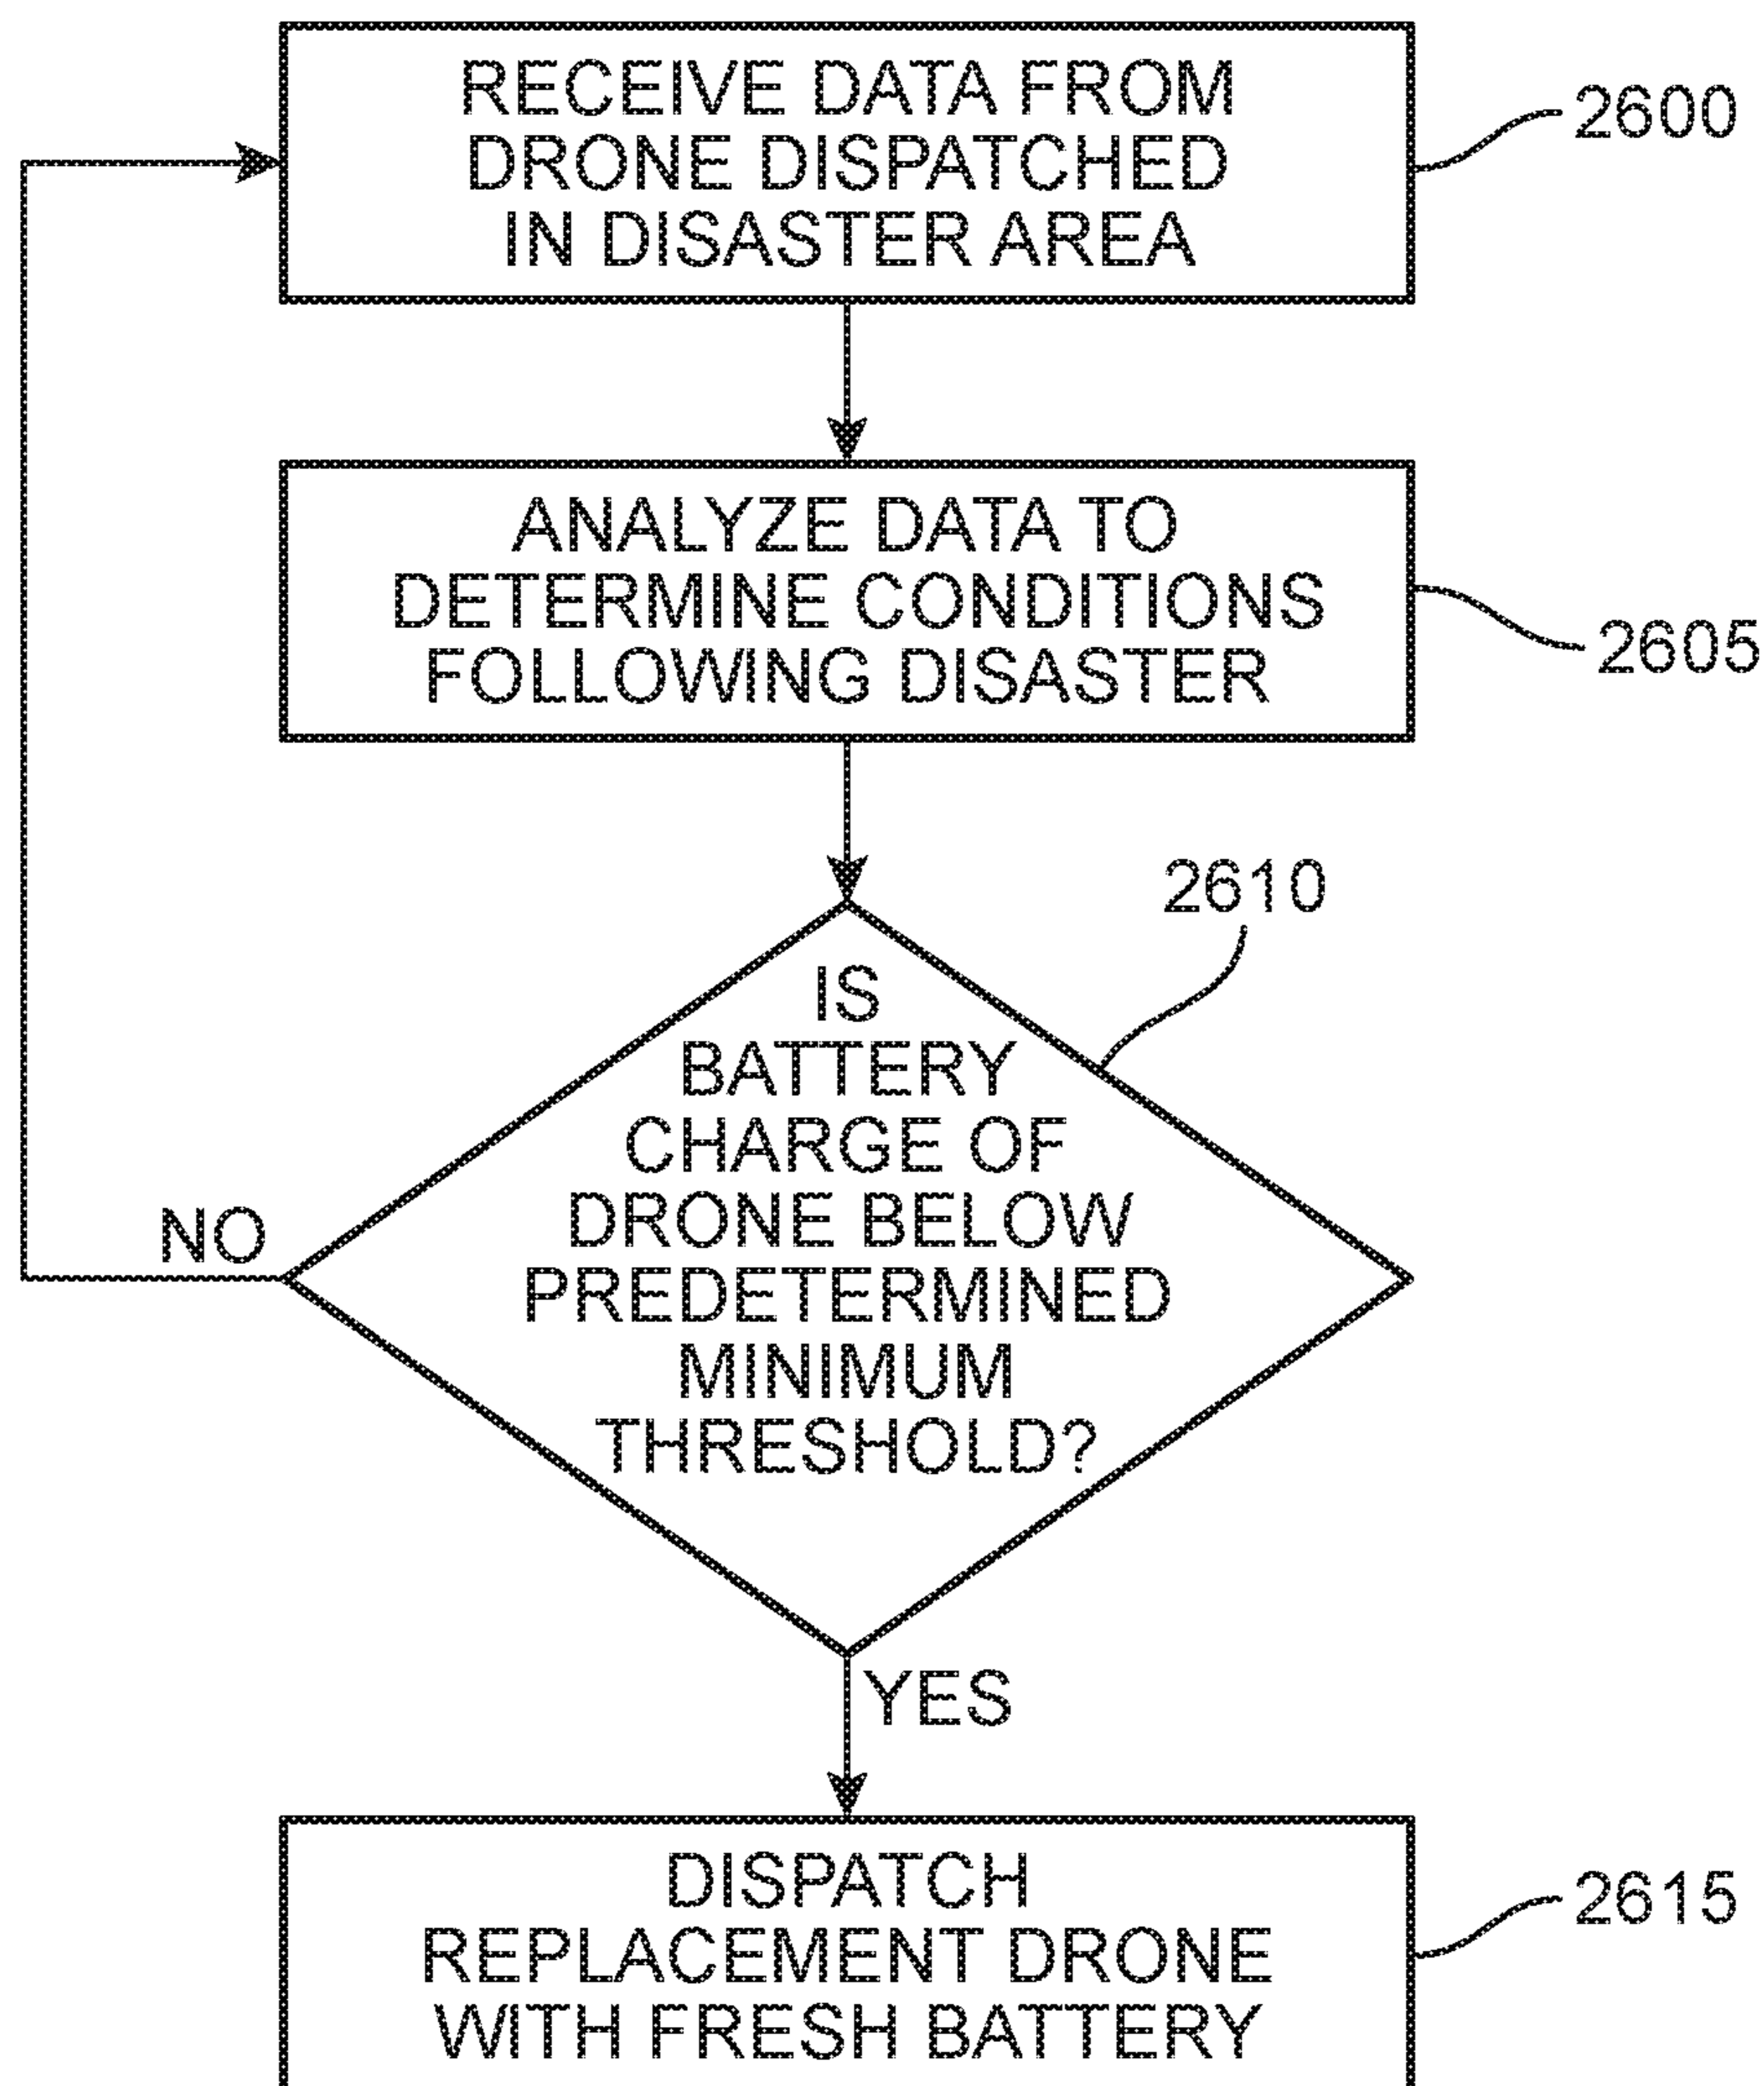 RECEIVE DATA FROM
DRONE DISPATCHED
IN DISASTER AREA
2600
ANALYZE DATA TO
DETERMINE CONDITIONS
FOLLOWING DISASTER
2605
2610
IS
BATTERY
CHARGE OF
DRONE BELOW
PREDETERMINED
MINIMUM
THRESHOLD?
NO
YES
DISPATCH
REPLACEMENT DRONE
WITH FRESH BATTERY
2615